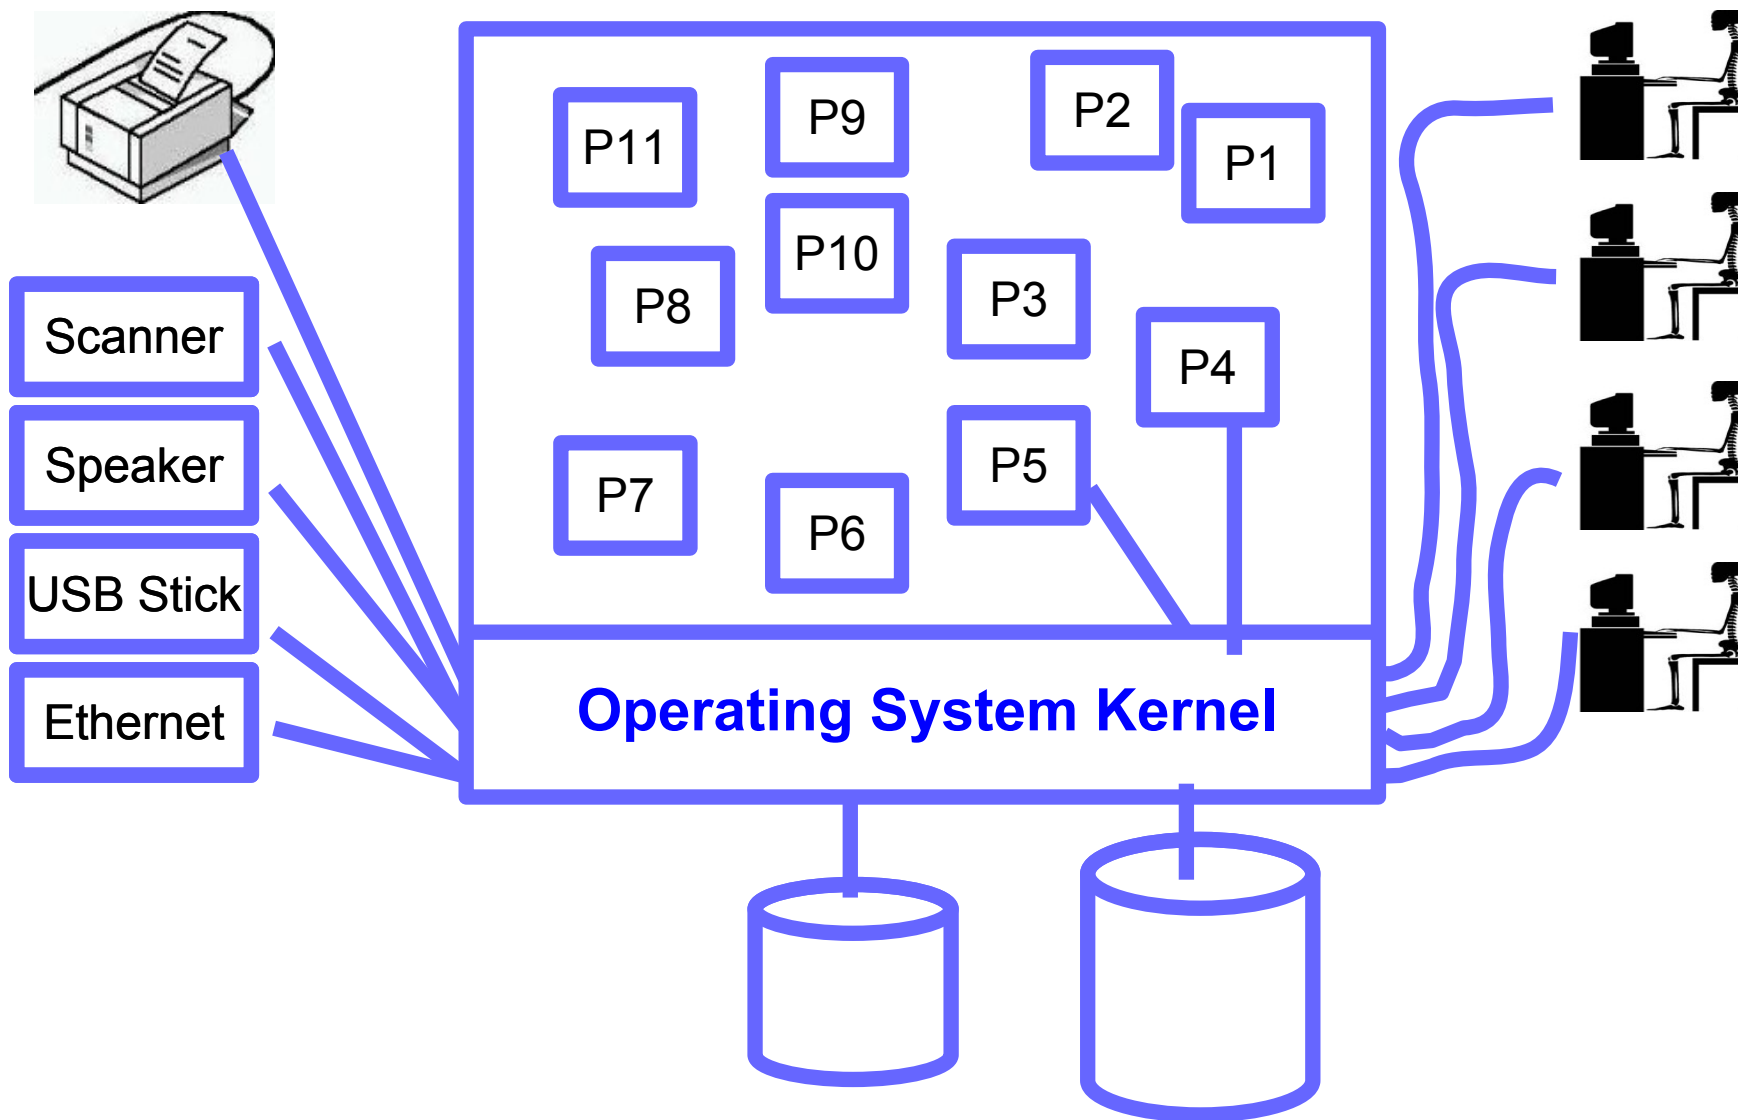 P11
P9
P2
P1
P10
P8
P3
P4
P5
P7
P6
Scanner
Speaker
USB Stick
Ethernet
Operating System Kernel